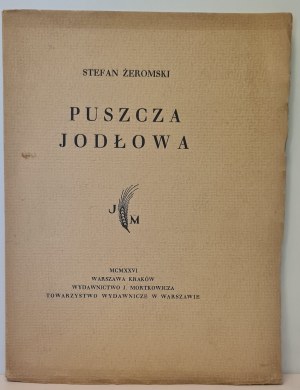 STEFAN ŻEROMSKI
PUSZCZA
JODŁOWA
J M
MCMXXVI
WARSZAWA KRAKÓW
WYDAWNICTWO J. MORTKOWICZA
TOWARZYSTWO WYDAWNICZE W WARSZAWIE